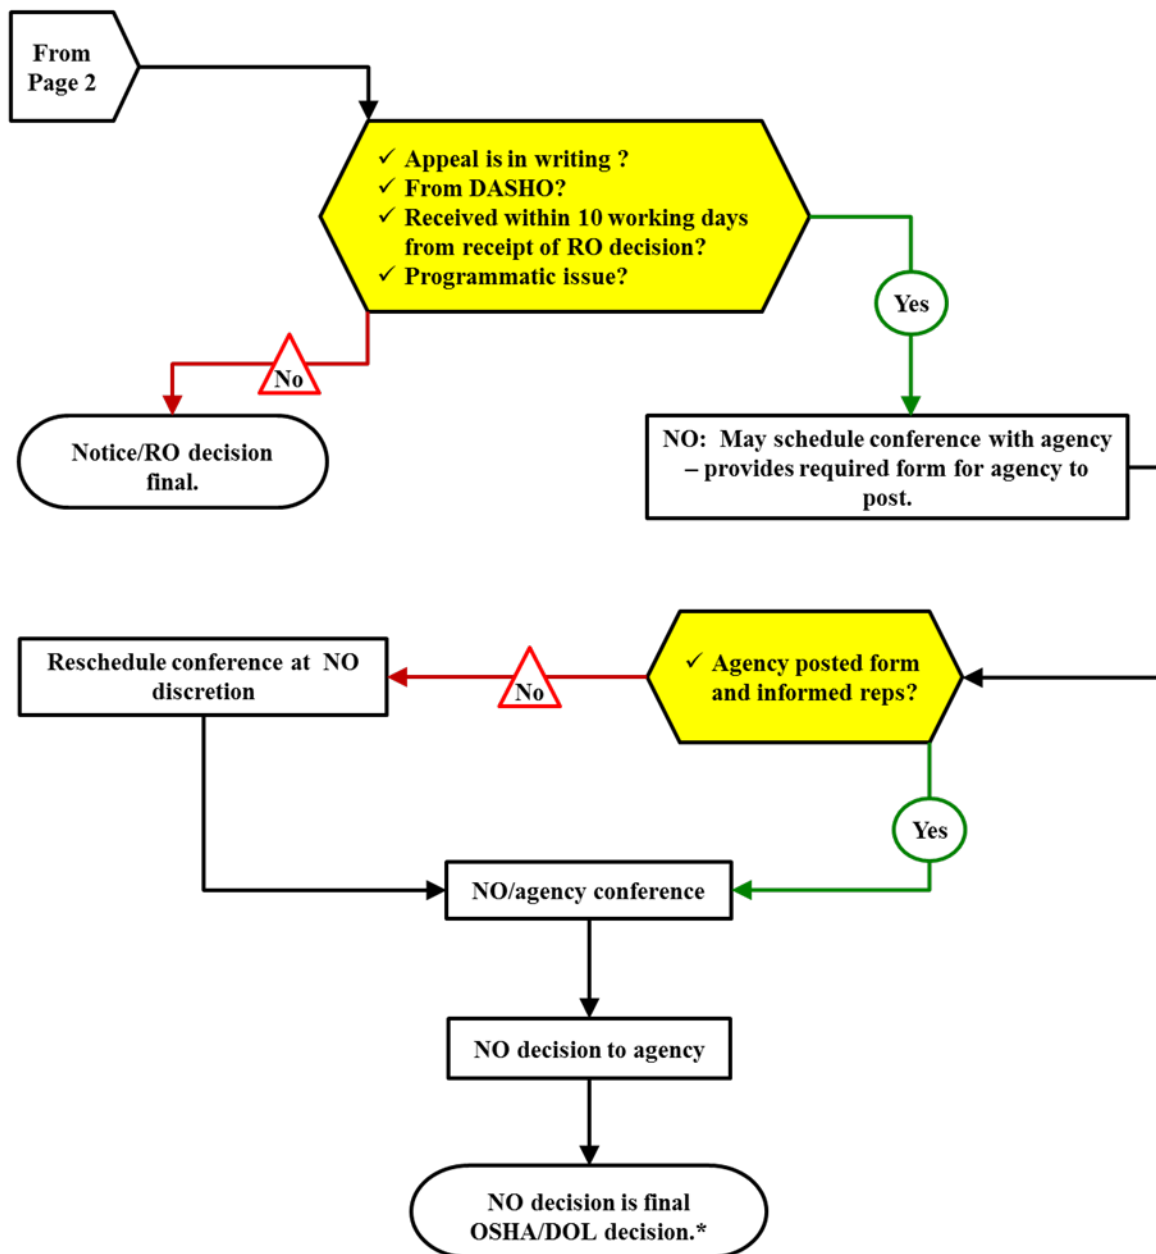 From
Page 2
✓ Appeal is in writing ?
✓ From DASHO?
✓ Received within 10 working days
from receipt of RO decision?
✓ Programmatic issue?
Yes
No
Notice/RO decision
final.
NO: May schedule conference with agency
– provides required form for agency to
post.
Reschedule conference at NO
discretion
No
✓ Agency posted form
and informed reps?
Yes
NO/agency conference
NO decision to agency
NO decision is final
OSHA/DOL decision.*